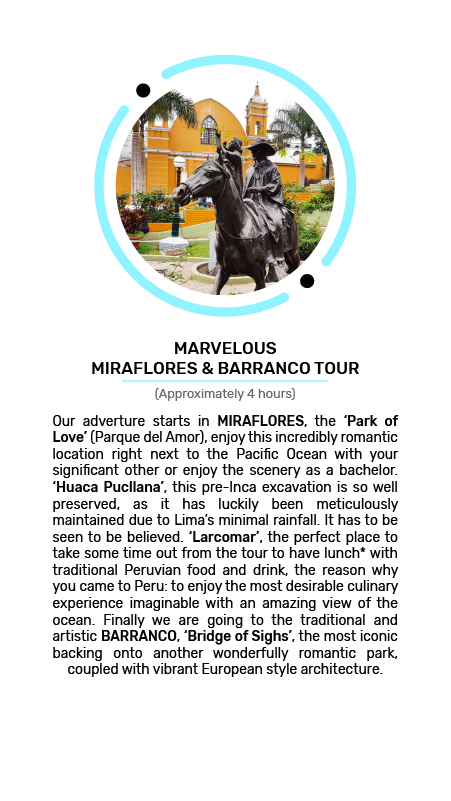 MARVELOUS
MIRAFLORES & BARRANCO TOUR
(Approximately 4 hours)
Our adverture starts in MIRAFLORES, the ‘Park of
Love’ (Parque del Amor), enjoy this incredibly romantic
location right next to the Pacific Ocean with your
significant other or enjoy the scenery as a bachelor.
‘Huaca Pucllana’, this pre-Inca excavation is so well
preserved, as it has luckily been meticulously
maintained due to Lima’s minimal rainfall. It has to be
seen to be believed. ‘Larcomar’, the perfect place to
take some time out from the tour to have lunch* with
traditional Peruvian food and drink, the reason why
you came to Peru: to enjoy the most desirable culinary
experience imaginable with an amazing view of the
ocean. Finally we are going to the traditional and
artistic BARRANCO, ‘Bridge of Sighs’, the most iconic
backing onto another wonderfully romantic park,
coupled with vibrant European style architecture.